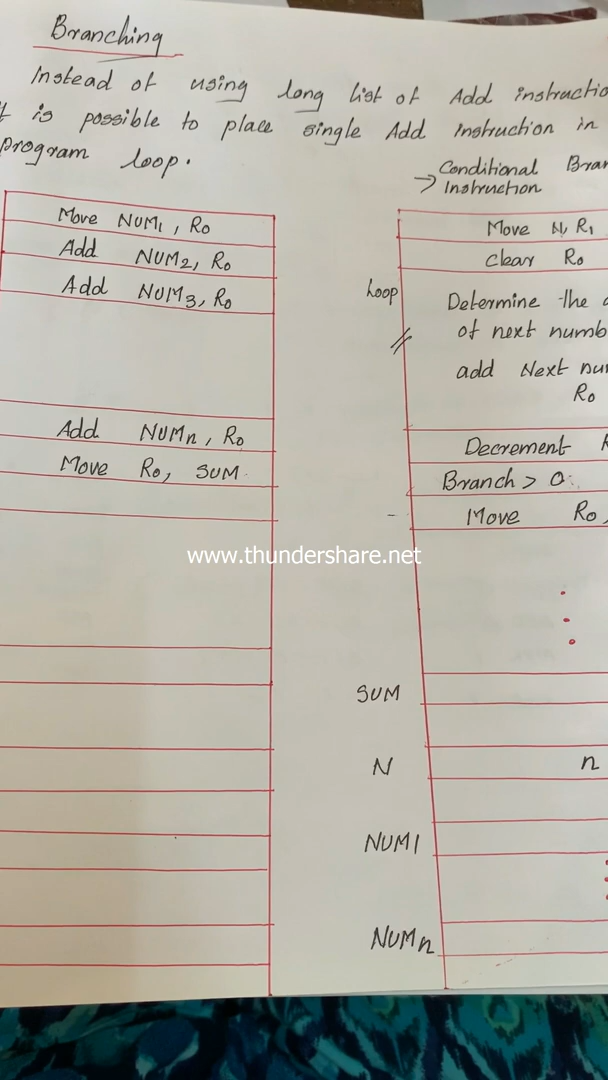 Branching
Instead of using long list of Add instructio
it is possible to place single Add Instruction in
Program loop.
→ Conditional Bran
Instruction
Move NUM1, R0
Add NUM2, R0
Add NUM3, R0
Add NUMn, R0
Move R0, SUM
Move N, R1
clear R0
Loop
Determine the a
of next numb
add Next num
R0
Decrement
Branch > 0
Move R0,
www.thundershare.net
SUM
N
n
NUM1
NUMn